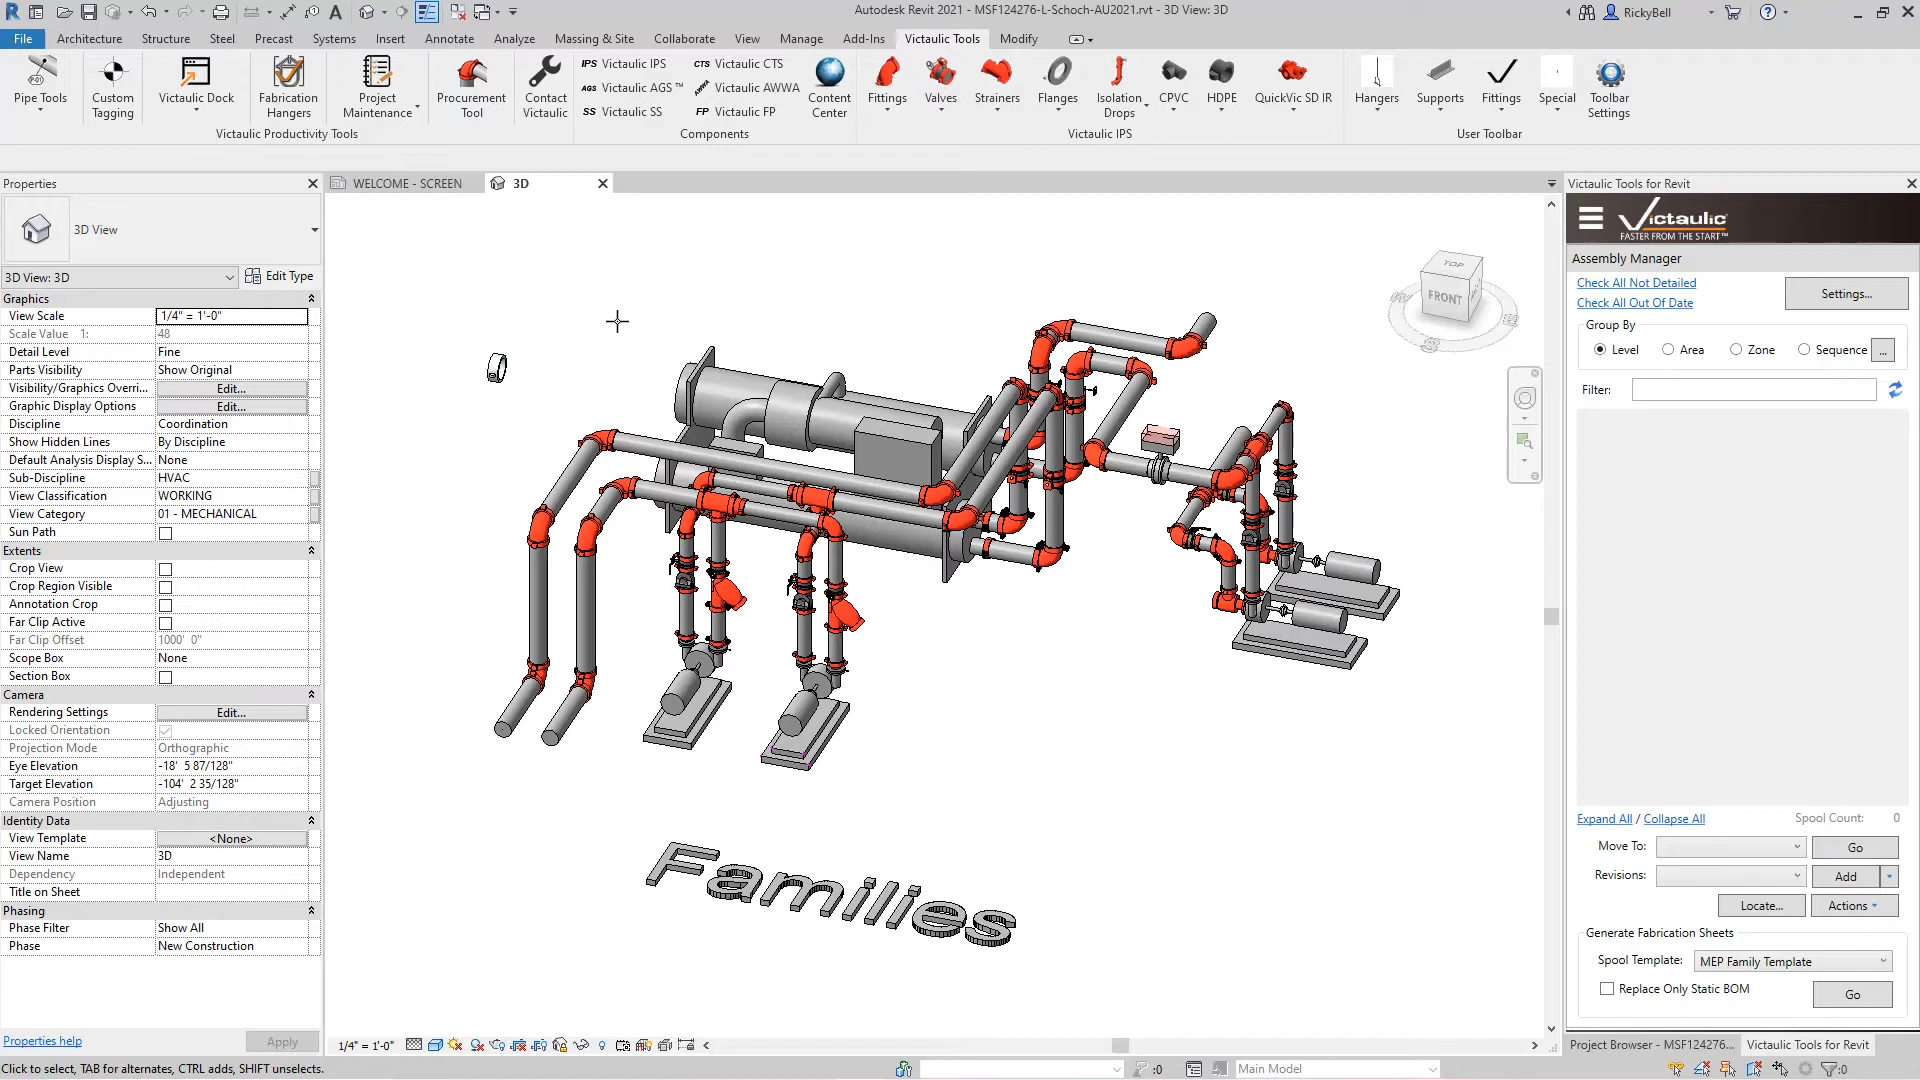 Autodesk Revit 2021 - MSF124276-L-Schoch-AU2021.rvt - 3D View: 3D
RickyBell
File Architecture Structure Steel Precast Systems Insert Annotate Analyze Massing & Site Collaborate View Manage Add-Ins Victaulic Tools Modify
Pipe Tools
Custom Tagging
Victaulic Dock
Fabrication Hangers
Project Maintenance
Procurement Tool
Contact Victaulic
IPS Victaulic IPS
AGS Victaulic AGS™
SS Victaulic SS
CTS Victaulic CTS
Victaulic AWWA
FP Victaulic FP
Content Center
Fittings
Valves
Strainers
Flanges
Isolation Drops
CPVC
HDPE
QuickVic SD IR
Hangers
Supports
Fittings
Special
Toolbar Settings
Victaulic Productivity Tools
Components
Victaulic IPS
User Toolbar
Properties
3D View
3D View: 3D
Edit Type
Graphics
View Scale 1/4" = 1'-0"
Scale Value 1: 48
Detail Level Fine
Parts Visibility Show Original
Visibility/Graphics Overri... Edit...
Graphic Display Options Edit...
Discipline Coordination
Show Hidden Lines By Discipline
Default Analysis Display S... None
Sub-Discipline HVAC
View Classification WORKING
View Category 01 - MECHANICAL
Sun Path
Extents
Crop View
Crop Region Visible
Annotation Crop
Far Clip Active
Far Clip Offset 1000' 0"
Scope Box None
Section Box
Camera
Rendering Settings Edit...
Locked Orientation
Projection Mode Orthographic
Eye Elevation -18' 5 87/128"
Target Elevation -104' 2 35/128"
Camera Position Adjusting
Identity Data
View Template <None>
View Name 3D
Dependency Independent
Title on Sheet
Phasing
Phase Filter Show All
Phase New Construction
Properties help
Apply
WELCOME - SCREEN
3D
TOP
FRONT
W
S
Families
1/4" = 1'-0"
Victaulic Tools for Revit
Victaulic
FASTER FROM THE START™
Assembly Manager
Check All Not Detailed
Check All Out Of Date
Settings...
Group By
Level Area Zone Sequence ...
Filter:
Expand All / Collapse All
Spool Count: 0
Move To: Go
Revisions: Add
Locate... Actions
Generate Fabrication Sheets
Spool Template: MEP Family Template
Replace Only Static BOM
Go
Project Browser - MSF124276...
Victaulic Tools for Revit
Click to select, TAB for alternates, CTRL adds, SHIFT unselects.
:0
Main Model
:0